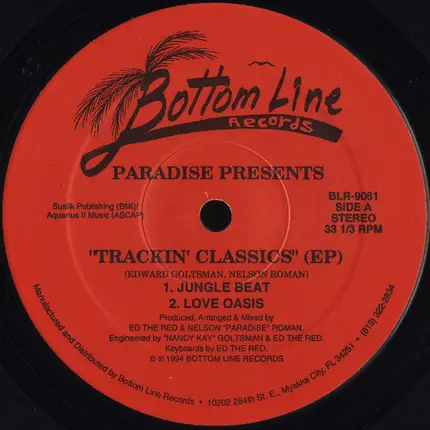 Bottom Line
Records
PARADISE PRESENTS
Suslik Publishing (BMI)/
Aquarius II Music (ASCAP)
BLR-9061
SIDE A
STEREO
33 1/3 RPM
"TRACKIN' CLASSICS" (EP)
(EDWARD GOLTSMAN, NELSON ROMAN)
1. JUNGLE BEAT
2. LOVE OASIS
Produced, Arranged & Mixed by
ED THE RED & NELSON "PARADISE" ROMAN.
Engineered by "NANCY KAY" GOLTSMAN & ED THE RED.
Keyboards by ED THE RED.
© ℗ 1994 BOTTOM LINE RECORDS
Manufactured and Distributed by Bottom Line Records • 10202 284th St. E., Myakka City, FL 34251 • (813) 322-2834